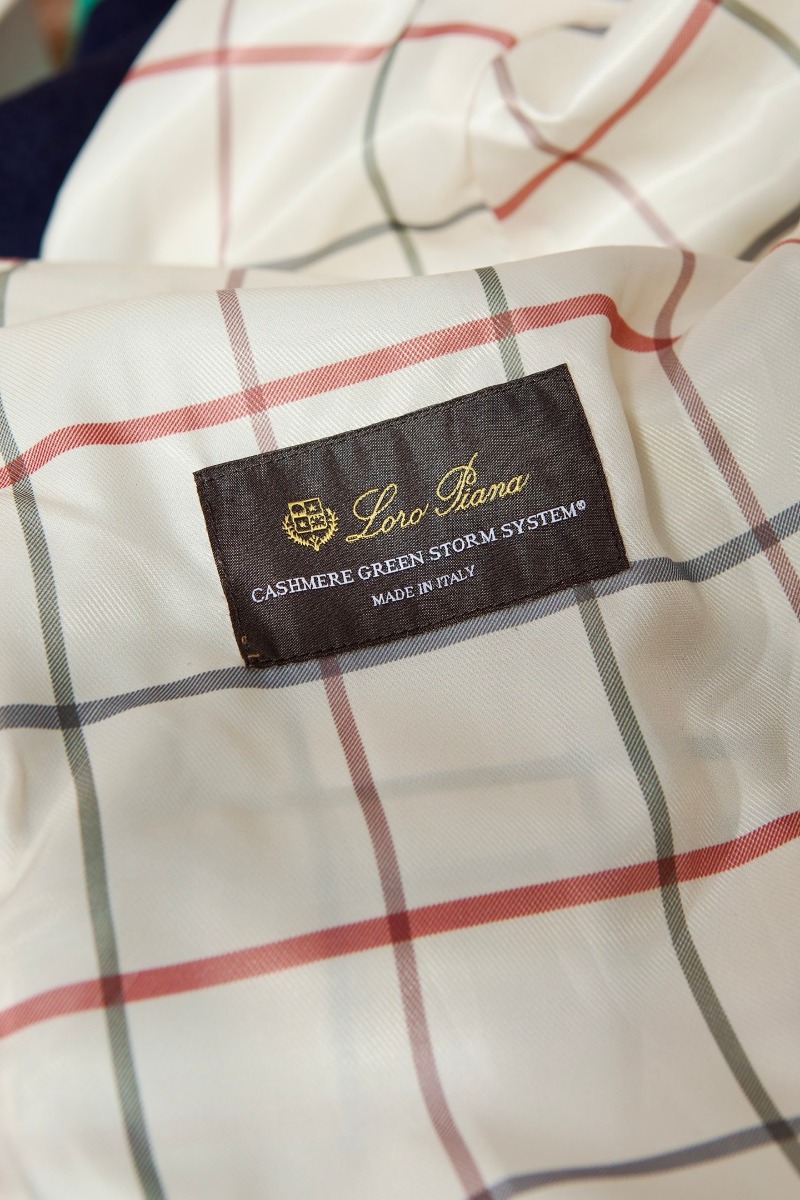 Loro Piana
CASHMERE GREEN STORM SYSTEM®
MADE IN ITALY